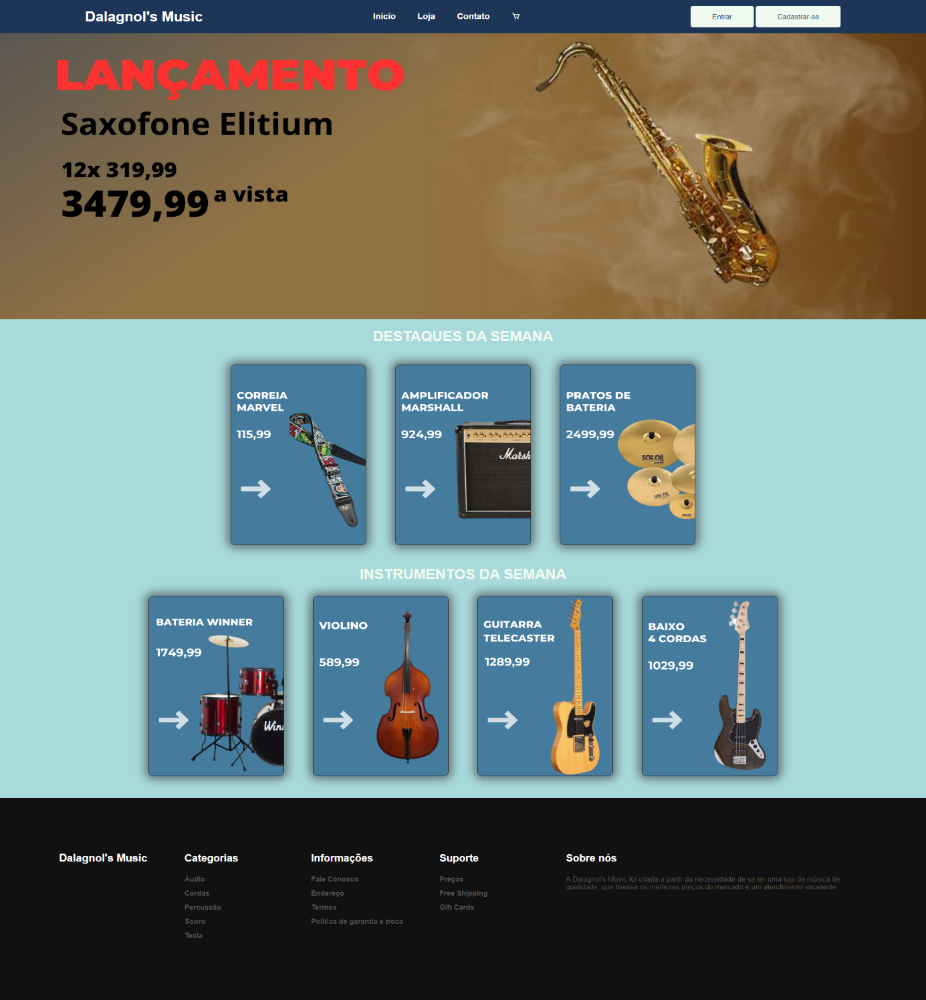 Dalagnol's Music
Inicio
Loja
Contato
Entrar
Cadastrar-se
LANÇAMENTO
Saxofone Elitium
12x 319,99
3479,99 a vista
DESTAQUES DA SEMANA
CORREIA
MARVEL
115,99
AMPLIFICADOR
MARSHALL
924,99
Marsh
PRATOS DE
BATERIA
2499,99
SOLO
SOLO
SOLO
INSTRUMENTOS DA SEMANA
BATERIA WINNER
1749,99
Winn
VIOLINO
589,99
GUITARRA
TELECASTER
1289,99
BAIXO
4 CORDAS
1029,99
Dalagnol's Music
Categorias
Áudio
Cordas
Percussão
Sopro
Tecla
Informações
Fale Conosco
Endereço
Termos
Politica de garantia e troca
Suporte
Preços
Free Shipping
Gift Cards
Sobre nós
A Dalagnol's Music foi criada a partir da necessidade de se ter uma loja de música de
qualidade, que tivesse os melhores preços do mercado e um atendimento excelente